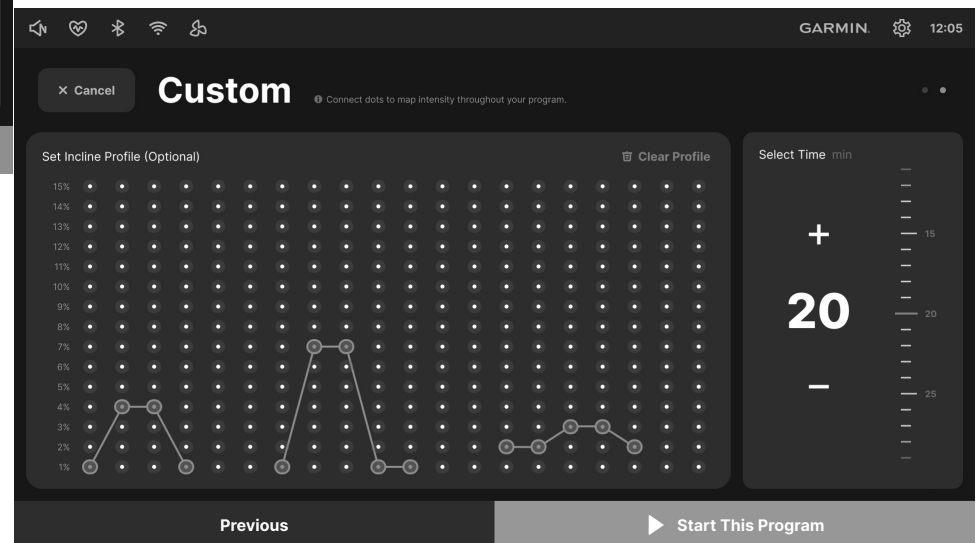 GARMIN. 12:05
× Cancel
Custom
Connect dots to map intensity throughout your program.
Set Incline Profile (Optional)
Clear Profile
15%
14%
13%
12%
11%
10%
9%
8%
7%
6%
5%
4%
3%
2%
1%
Select Time min
+
20
−
15
20
25
Previous
Start This Program